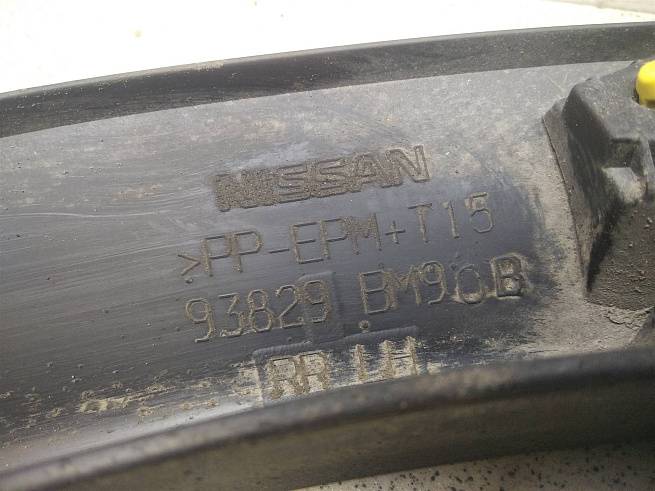 NISSAN
>PP-EPM+T15
93829 BM90B
RR LH